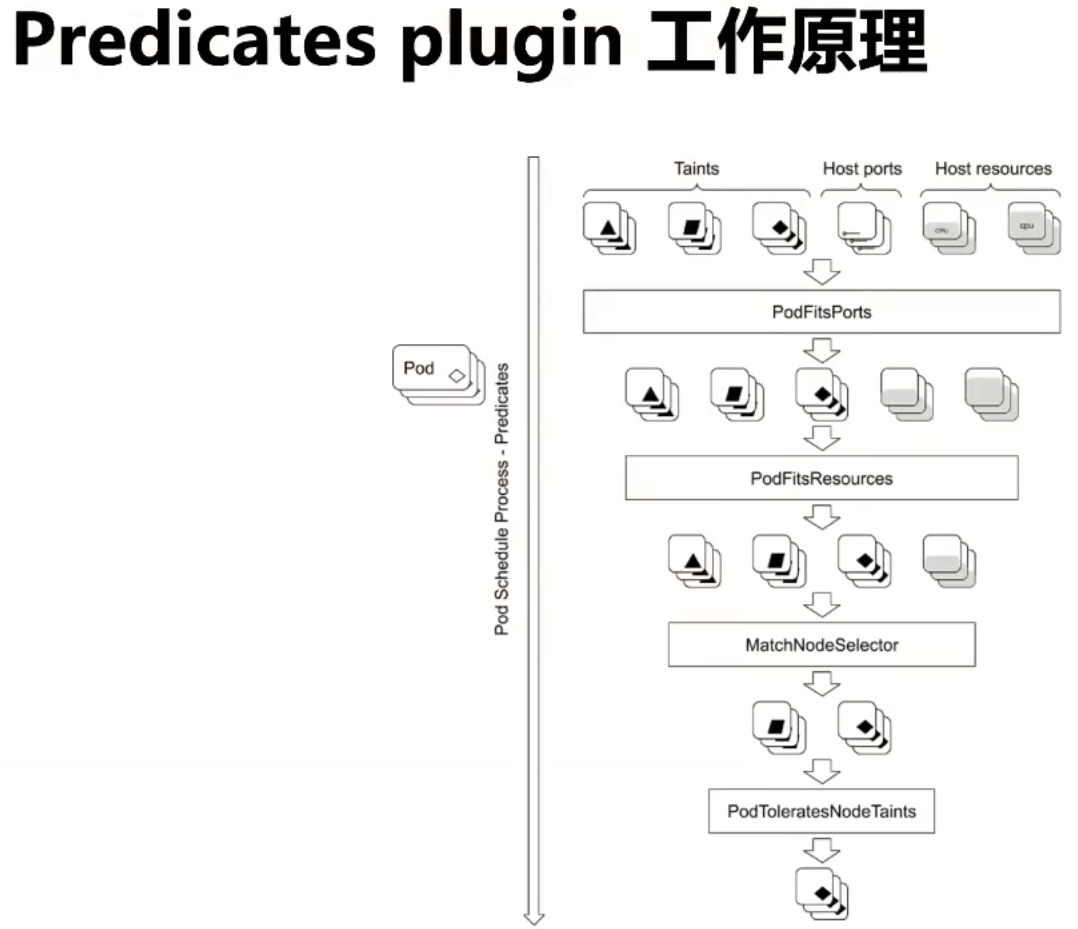 Predicates plugin 工作原理
Taints
Host ports
Host resources
CPU
cpu
PodFitsPorts
Pod
Pod Schedule Process - Predicates
PodFitsResources
MatchNodeSelector
PodToleratesNodeTaints